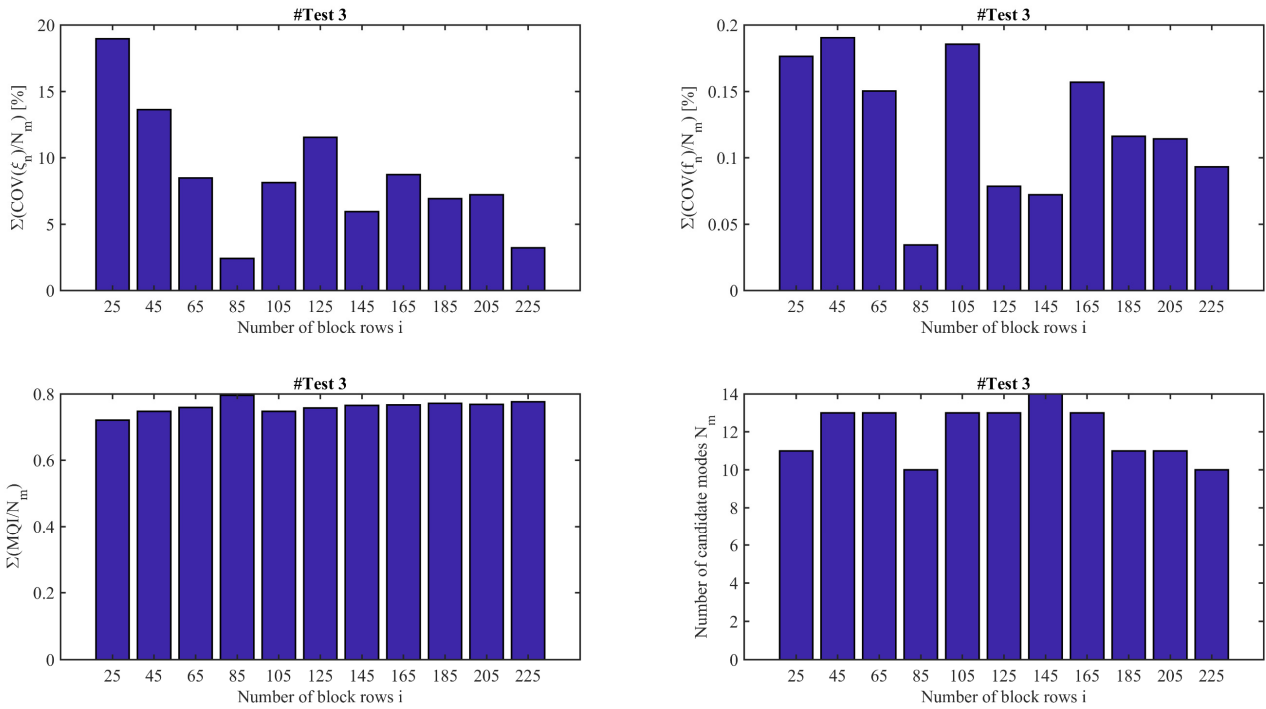 #Test 3
Σ(COV(ξn)/Nm) [%]
20
15
10
5
0
25 45 65 85 105 125 145 165 185 205 225
Number of block rows i
#Test 3
Σ(COV(fn)/Nm) [%]
0.2
0.15
0.1
0.05
0
25 45 65 85 105 125 145 165 185 205 225
Number of block rows i
#Test 3
Σ(MQI/Nm)
0.8
0.6
0.4
0.2
0
25 45 65 85 105 125 145 165 185 205 225
Number of block rows i
#Test 3
Number of candidate modes Nm
14
12
10
8
6
4
2
0
25 45 65 85 105 125 145 165 185 205 225
Number of block rows i